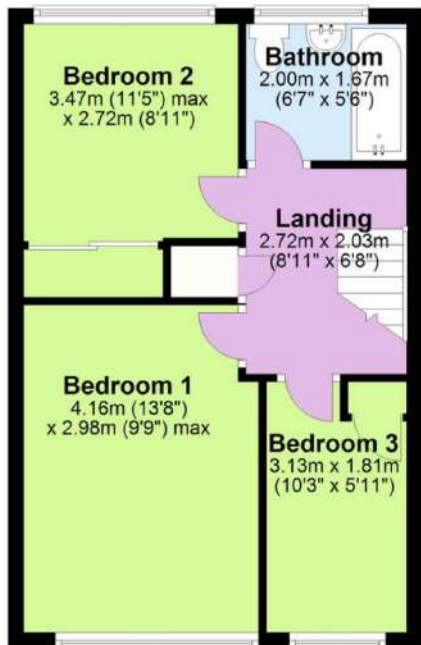 Bedroom 2
3.47m (11'5") max
x 2.72m (8'11")
Bathroom
2.00m x 1.67m
(6'7" x 5'6")
Landing
2.72m x 2.03m
(8'11" x 6'8")
Bedroom 1
4.16m (13'8")
x 2.98m (9'9") max
Bedroom 3
3.13m x 1.81m
(10'3" x 5'11")